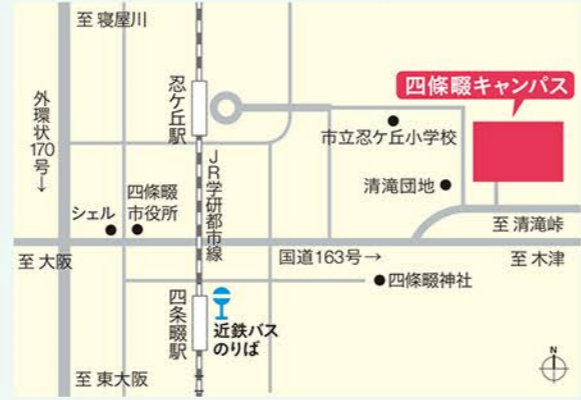 至 寝屋川
外環状170号→
忍ケ丘駅
四條畷キャンパス
市立忍ケ丘小学校
清滝団地
JR学研都市線
四條畷
市役所
シェル
至 清滝峠
至 大阪
国道163号→
至 木津
四條畷神社
四条畷駅
近鉄バス
のりば
至 東大阪
N